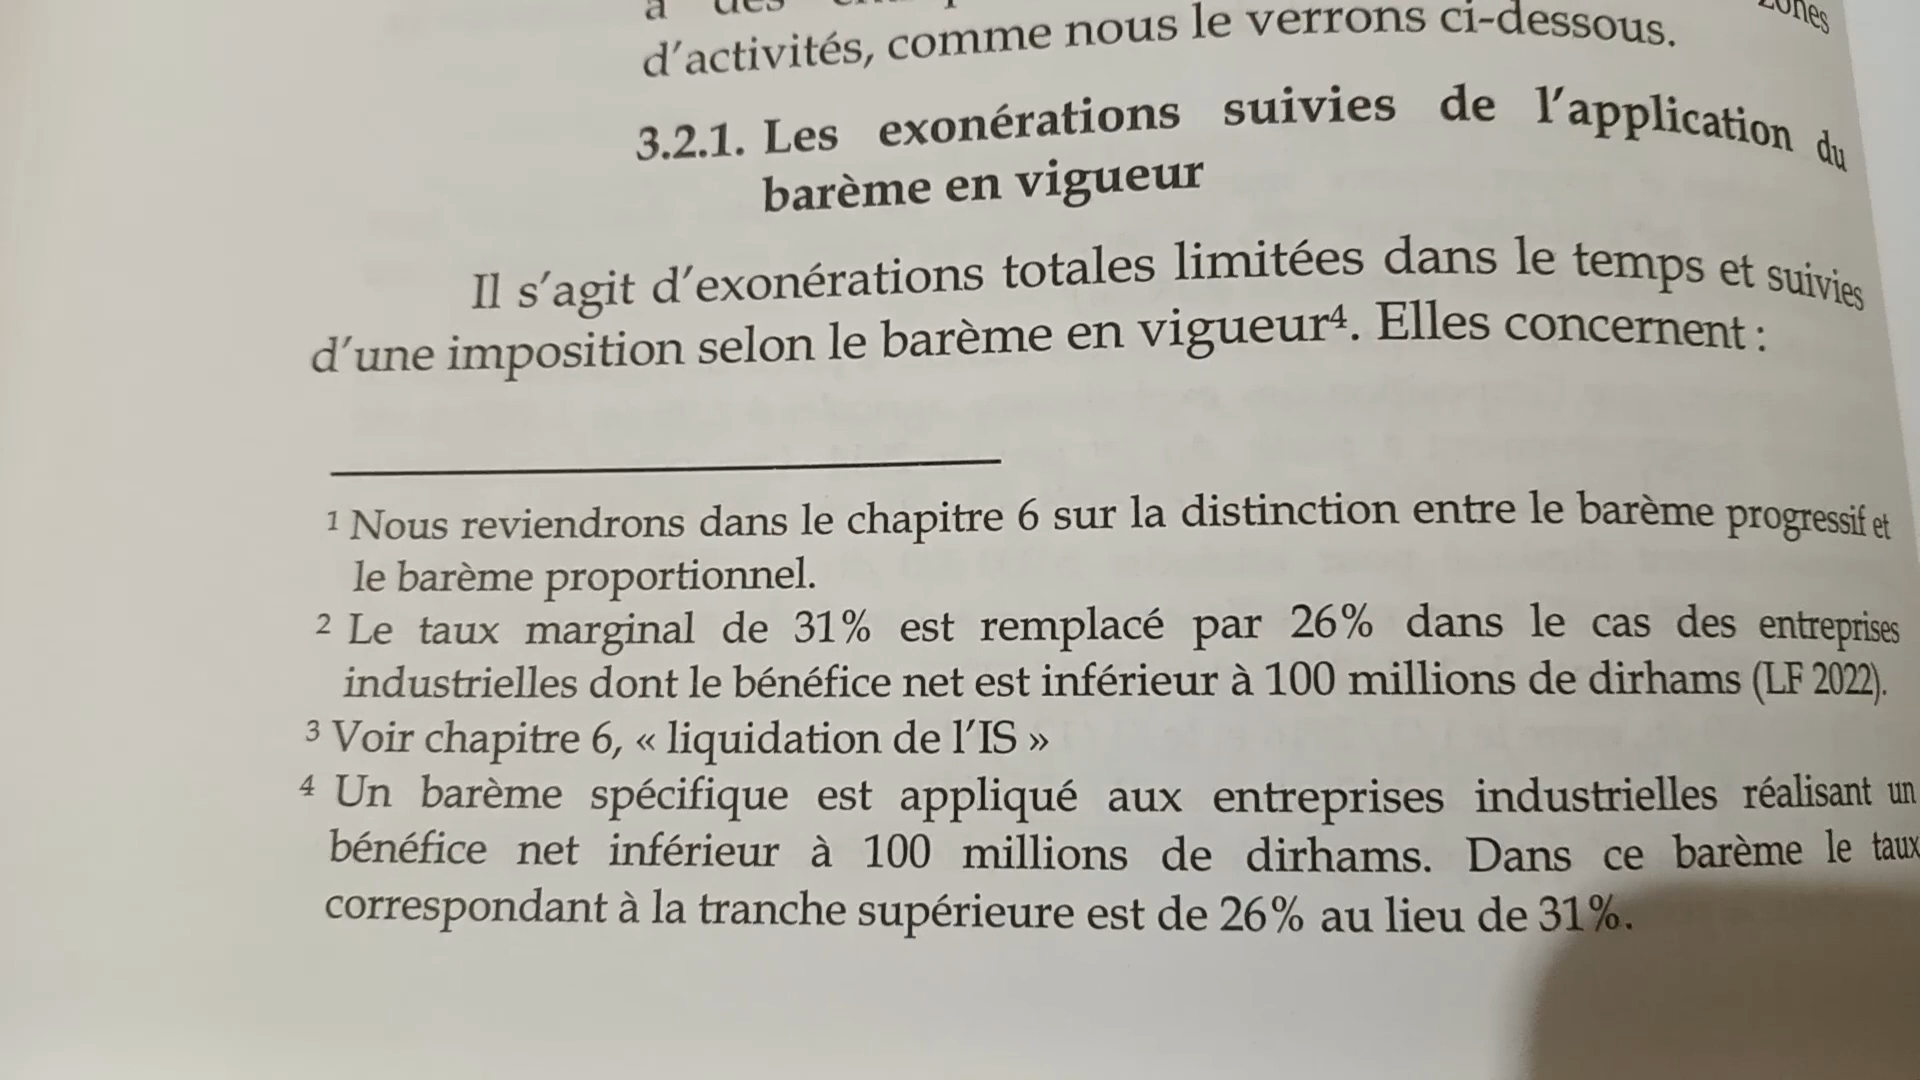 à des zones
d'activités, comme nous le verrons ci-dessous.
3.2.1. Les exonérations suivies de l'application du
barème en vigueur
Il s'agit d'exonérations totales limitées dans le temps et suivies
d'une imposition selon le barème en vigueur⁴. Elles concernent :
¹ Nous reviendrons dans le chapitre 6 sur la distinction entre le barème progressif et
le barème proportionnel.
² Le taux marginal de 31% est remplacé par 26% dans le cas des entreprises
industrielles dont le bénéfice net est inférieur à 100 millions de dirhams (LF 2022).
³ Voir chapitre 6, « liquidation de l'IS »
⁴ Un barème spécifique est appliqué aux entreprises industrielles réalisant un
bénéfice net inférieur à 100 millions de dirhams. Dans ce barème le taux
correspondant à la tranche supérieure est de 26% au lieu de 31%.